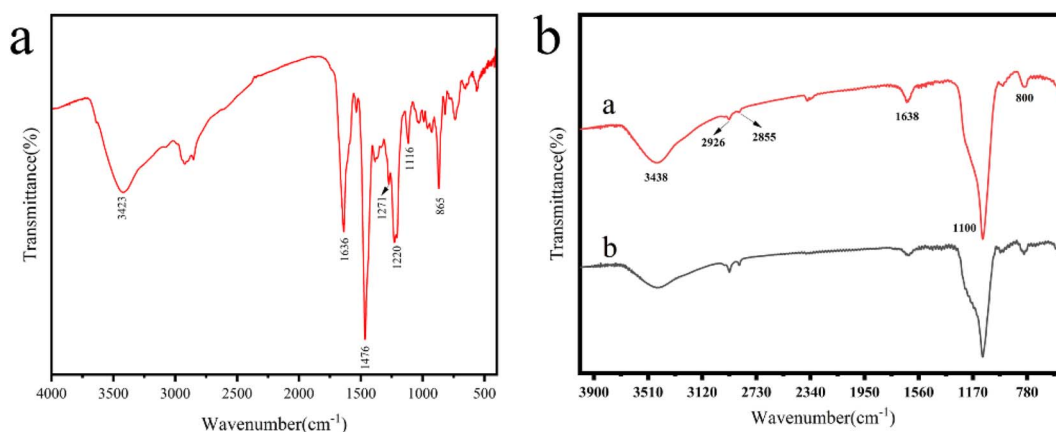 a
Transmittance(%)
3423
1636
1476
1271
1220
1116
865
4000 3500 3000 2500 2000 1500 1000 500
Wavenumber(cm⁻¹)
b
Transmittance(%)
a
3438
2926
2855
1638
1100
800
b
3900 3510 3120 2730 2340 1950 1560 1170 780
Wavenumber(cm⁻¹)